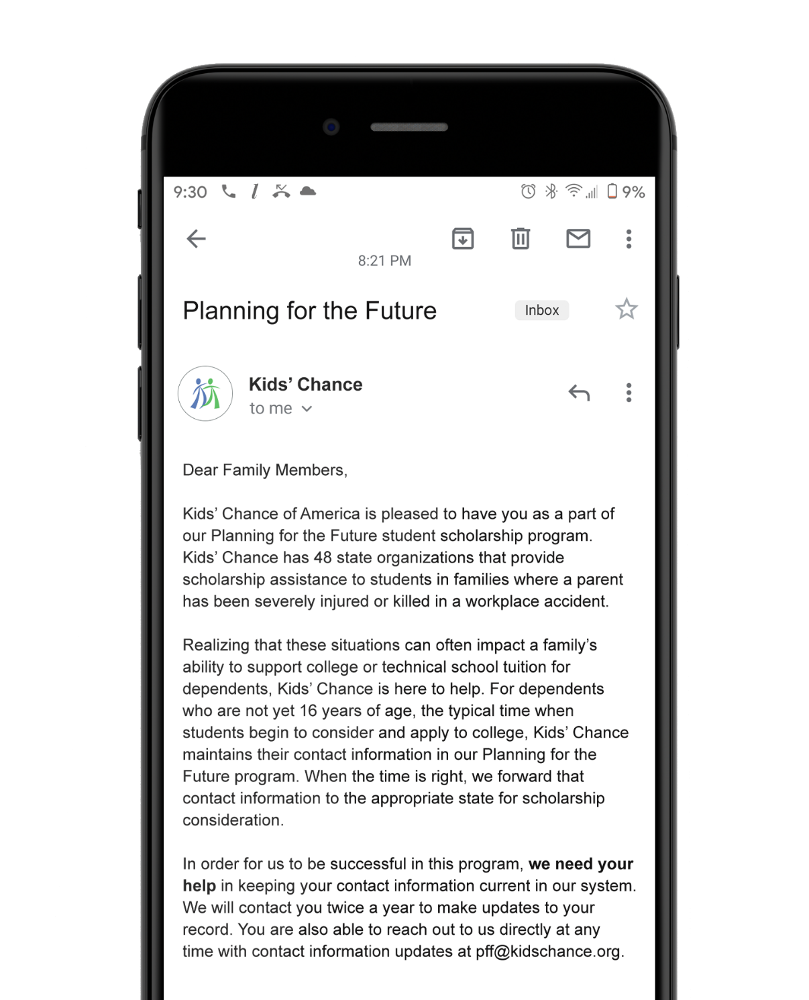 9:30
9%
8:21 PM
Planning for the Future
Inbox
Kids’ Chance
to me
Dear Family Members,
Kids’ Chance of America is pleased to have you as a part of
our Planning for the Future student scholarship program.
Kids’ Chance has 48 state organizations that provide
scholarship assistance to students in families where a parent
has been severely injured or killed in a workplace accident.
Realizing that these situations can often impact a family’s
ability to support college or technical school tuition for
dependents, Kids’ Chance is here to help. For dependents
who are not yet 16 years of age, the typical time when
students begin to consider and apply to college, Kids’ Chance
maintains their contact information in our Planning for the
Future program. When the time is right, we forward that
contact information to the appropriate state for scholarship
consideration.
In order for us to be successful in this program, we need your
help in keeping your contact information current in our system.
We will contact you twice a year to make updates to your
record. You are also able to reach out to us directly at any
time with contact information updates at pff@kidschance.org.